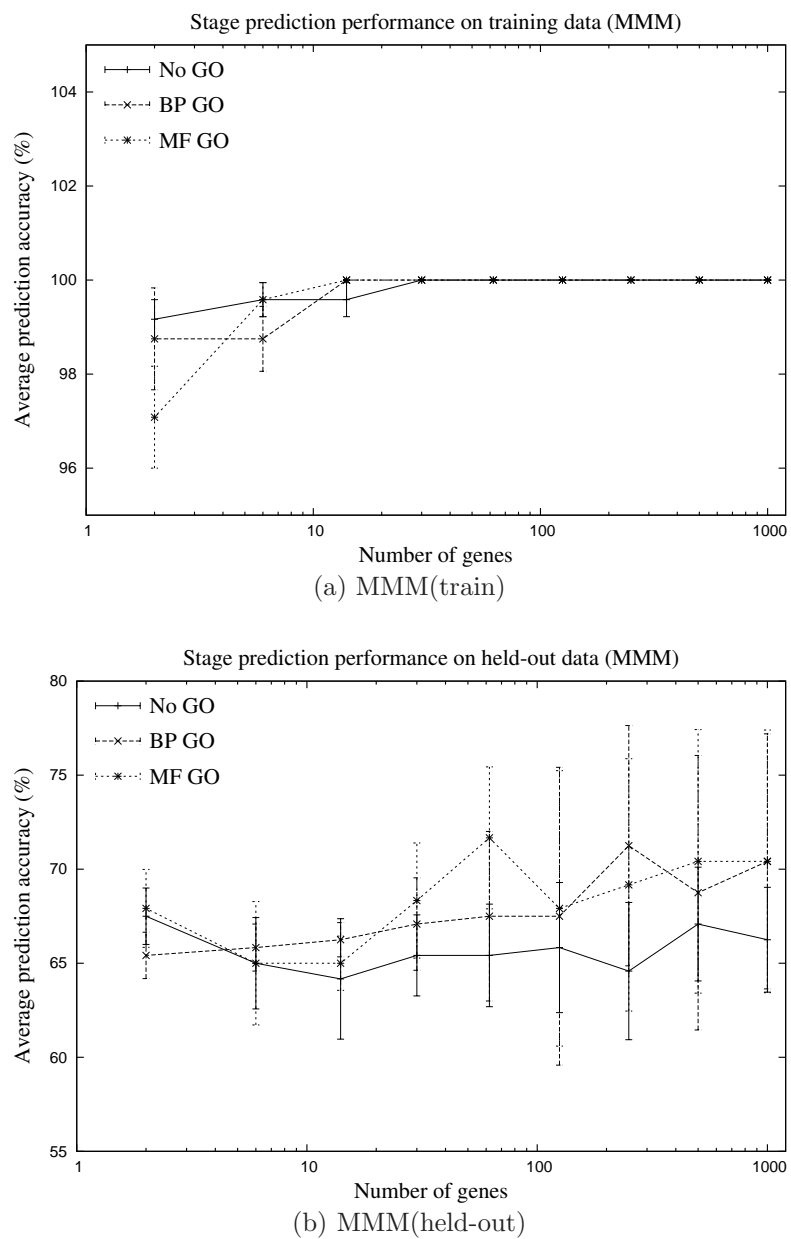 Stage prediction performance on training data (MMM)
Average prediction accuracy (%)
104
102
100
98
96
No GO
BP GO
MF GO
1 10 100 1000
Number of genes
(a) MMM(train)
Stage prediction performance on held-out data (MMM)
Average prediction accuracy (%)
80
75
70
65
60
55
No GO
BP GO
MF GO
1 10 100 1000
Number of genes
(b) MMM(held-out)